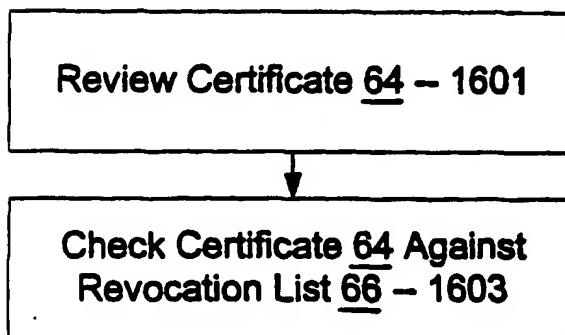 Review Certificate 64 – 1601
Check Certificate 64 Against
Revocation List 66 – 1603